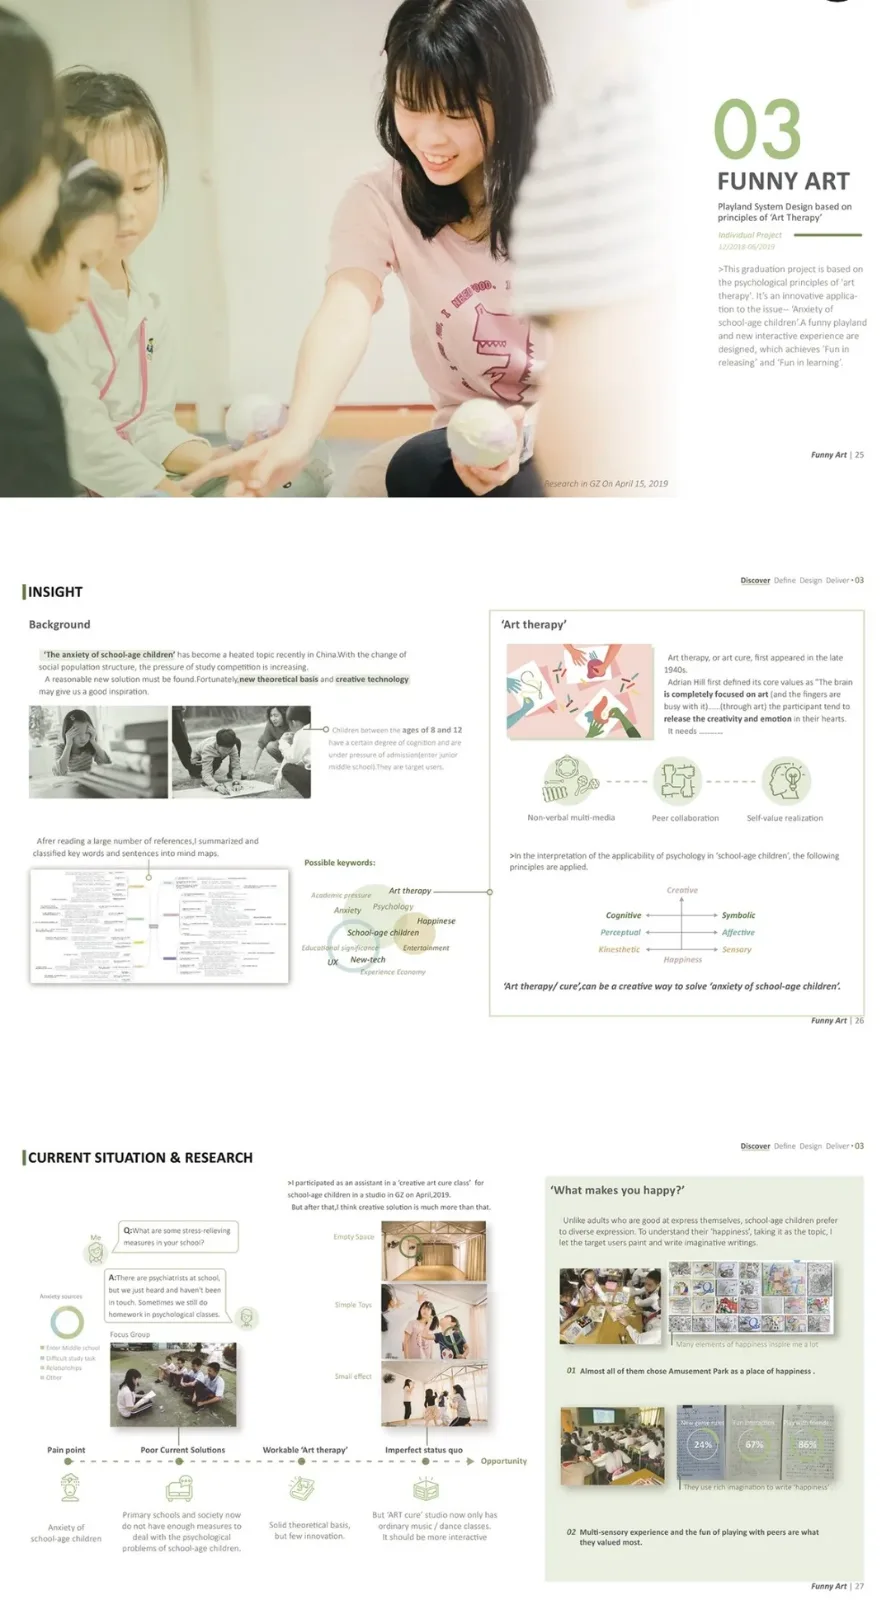 03
FUNNY ART
Playland System Design based on
principles of 'Art Therapy'
Individual Project
12/2018-06/2019
>This graduation project is based on
the psychological principles of 'art
therapy'. It's an innovative applica-
tion to the issue-- 'Anxiety of
school-age children'.A funny playland
and new interactive experience are
designed, which achieves 'Fun in
releasing' and 'Fun in learning'.
Research in GZ On April 15, 2019
Funny Art | 25
Discover Define Design Deliver•03
INSIGHT
Background
'The anxiety of school-age children' has become a heated topic recently in China.With the change of
social population structure, the pressure of study competition is increasing.
A reasonable new solution must be found.Fortunately,new theoretical basis and creative technology
may give us a good inspiration.
Children between the ages of 8 and 12
have a certain degree of cognition and are
under pressure of admission(enter junior
middle school).They are target users.
Afrer reading a large number of references,I summarized and
classified key words and sentences into mind maps.
Possible keywords:
Academic pressure
Art therapy
Anxiety
Psychology
Happinese
School-age children
Educational significance
Entertainment
UX
New-tech
Experience Economy
'Art therapy'
Art therapy, or art cure, first appeared in the late
1940s.
Adrian Hill first defined its core values as "The brain
is completely focused on art (and the fingers are
busy with it)......(through art) the participant tend to
release the creativity and emotion in their hearts.
It needs ............
Non-verbal multi-media
Peer collaboration
Self-value realization
>In the interpretation of the applicability of psychology in 'school-age children', the following
principles are applied.
Creative
Cognitive
Symbolic
Perceptual
Affective
Kinesthetic
Sensory
Happiness
'Art therapy/ cure',can be a creative way to solve 'anxiety of school-age children'.
Funny Art | 26
Discover Define Design Deliver•03
CURRENT SITUATION & RESEARCH
>I participated as an assistant in a 'creative art cure class' for
school-age children in a studio in GZ on April,2019.
But after that,I think creative solution is much more than that.
Me
Q:What are some stress-relieving
measures in your school?
A:There are psychiatrists at school,
but we just heard and haven't been
in touch. Sometimes we still do
homework in psychological classes.
Anxiety sources
Enter Middle school
Difficult study task
Relationships
Other
Focus Group
Empty Space
Simple Toys
Small effect
Pain point
Poor Current Solutions
Workable 'Art therapy'
Imperfect status quo
Opportunity
Anxiety of
school-age children
Primary schools and society now
do not have enough measures to
deal with the psychological
problems of school-age children.
Solid theoretical basis,
but few innovation.
But 'ART cure' studio now only has
ordinary music / dance classes.
It should be more interactive
'What makes you happy?'
Unlike adults who are good at express themselves, school-age children prefer
to diverse expression. To understand their 'happiness', taking it as the topic, I
let the target users paint and write imaginative writings.
Many elements of happiness inspire me a lot
01 Almost all of them chose Amusement Park as a place of happiness .
24%
67%
86%
They use rich imagination to write 'happiness'
02 Multi-sensory experience and the fun of playing with peers are what
they valued most.
Funny Art | 27